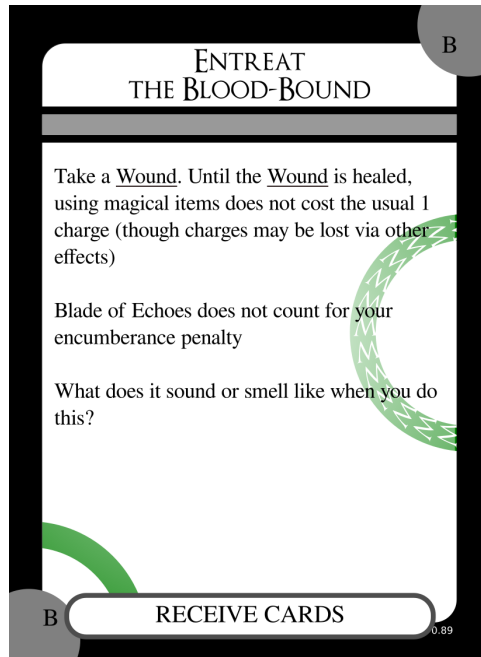 B
ENTREAT
THE BLOOD-BOUND
Take a Wound. Until the Wound is healed,
using magical items does not cost the usual 1
charge (though charges may be lost via other
effects)
Blade of Echoes does not count for your
encumberance penalty
What does it sound or smell like when you do
this?
B
RECEIVE CARDS
0.89